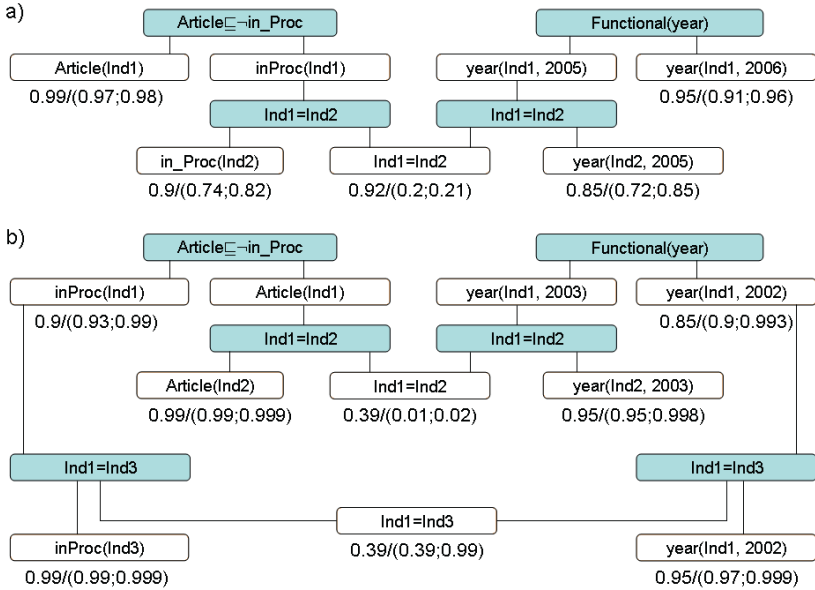 a)
Article⊑¬in_Proc
Functional(year)
Article(Ind1)
inProc(Ind1)
year(Ind1, 2005)
year(Ind1, 2006)
0.99/(0.97;0.98)
0.95/(0.91;0.96)
Ind1=Ind2
Ind1=Ind2
in_Proc(Ind2)
Ind1=Ind2
year(Ind2, 2005)
0.9/(0.74;0.82)
0.92/(0.2;0.21)
0.85/(0.72;0.85)
b)
Article⊑¬in_Proc
Functional(year)
inProc(Ind1)
Article(Ind1)
year(Ind1, 2003)
year(Ind1, 2002)
0.9/(0.93;0.99)
0.85/(0.9;0.993)
Ind1=Ind2
Ind1=Ind2
Article(Ind2)
Ind1=Ind2
year(Ind2, 2003)
0.99/(0.99;0.999)
0.39/(0.01;0.02)
0.95/(0.95;0.998)
Ind1=Ind3
Ind1=Ind3
Ind1=Ind3
inProc(Ind3)
year(Ind1, 2002)
0.99/(0.99;0.999)
0.39/(0.39;0.99)
0.95/(0.97;0.999)